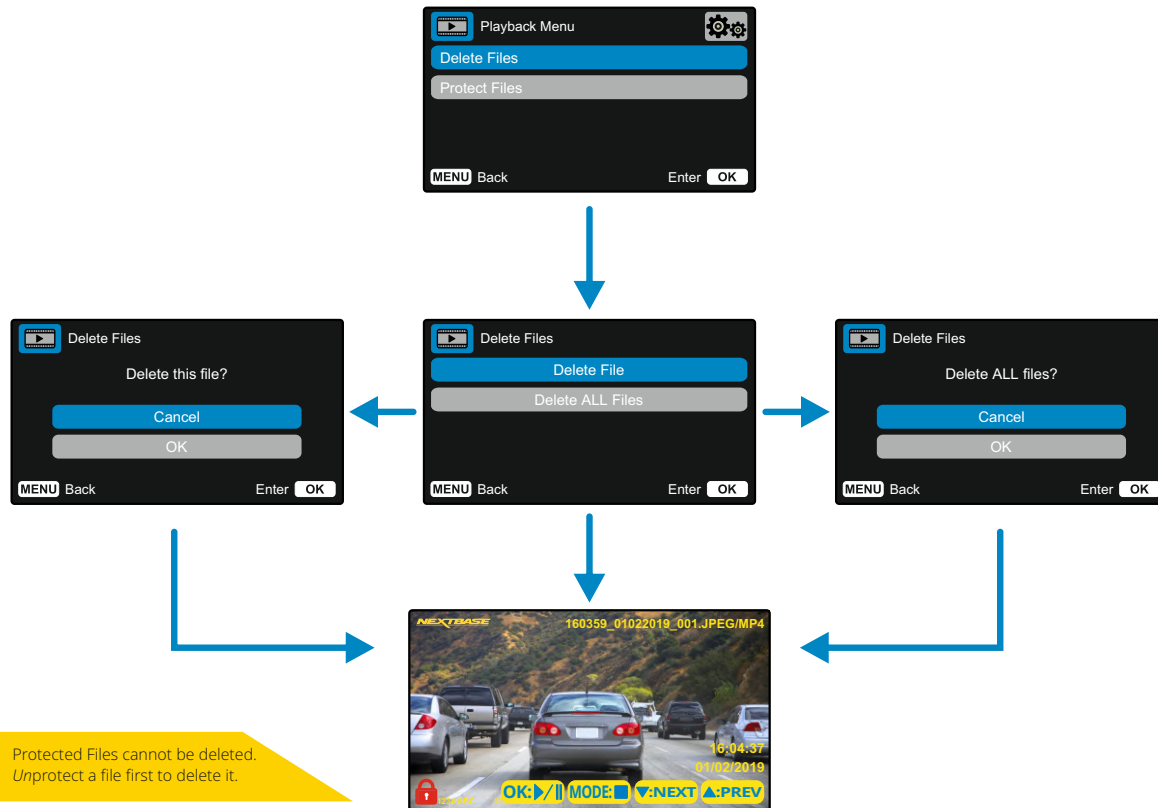 Playback Menu
Delete Files
Protect Files
MENU Back
Enter OK
Delete Files
Delete this file?
Cancel
OK
MENU Back
Enter OK
Delete Files
Delete File
Delete ALL Files
MENU Back
Enter OK
Delete Files
Delete ALL files?
Cancel
OK
MENU Back
Enter OK
NEXTBASE
160359_01022019_001.JPEG/MP4
16:04:37
01/02/2019
OK:▶/|| MODE:■ ▼:NEXT ▲:PREV
Protected Files cannot be deleted.
Unprotect a file first to delete it.